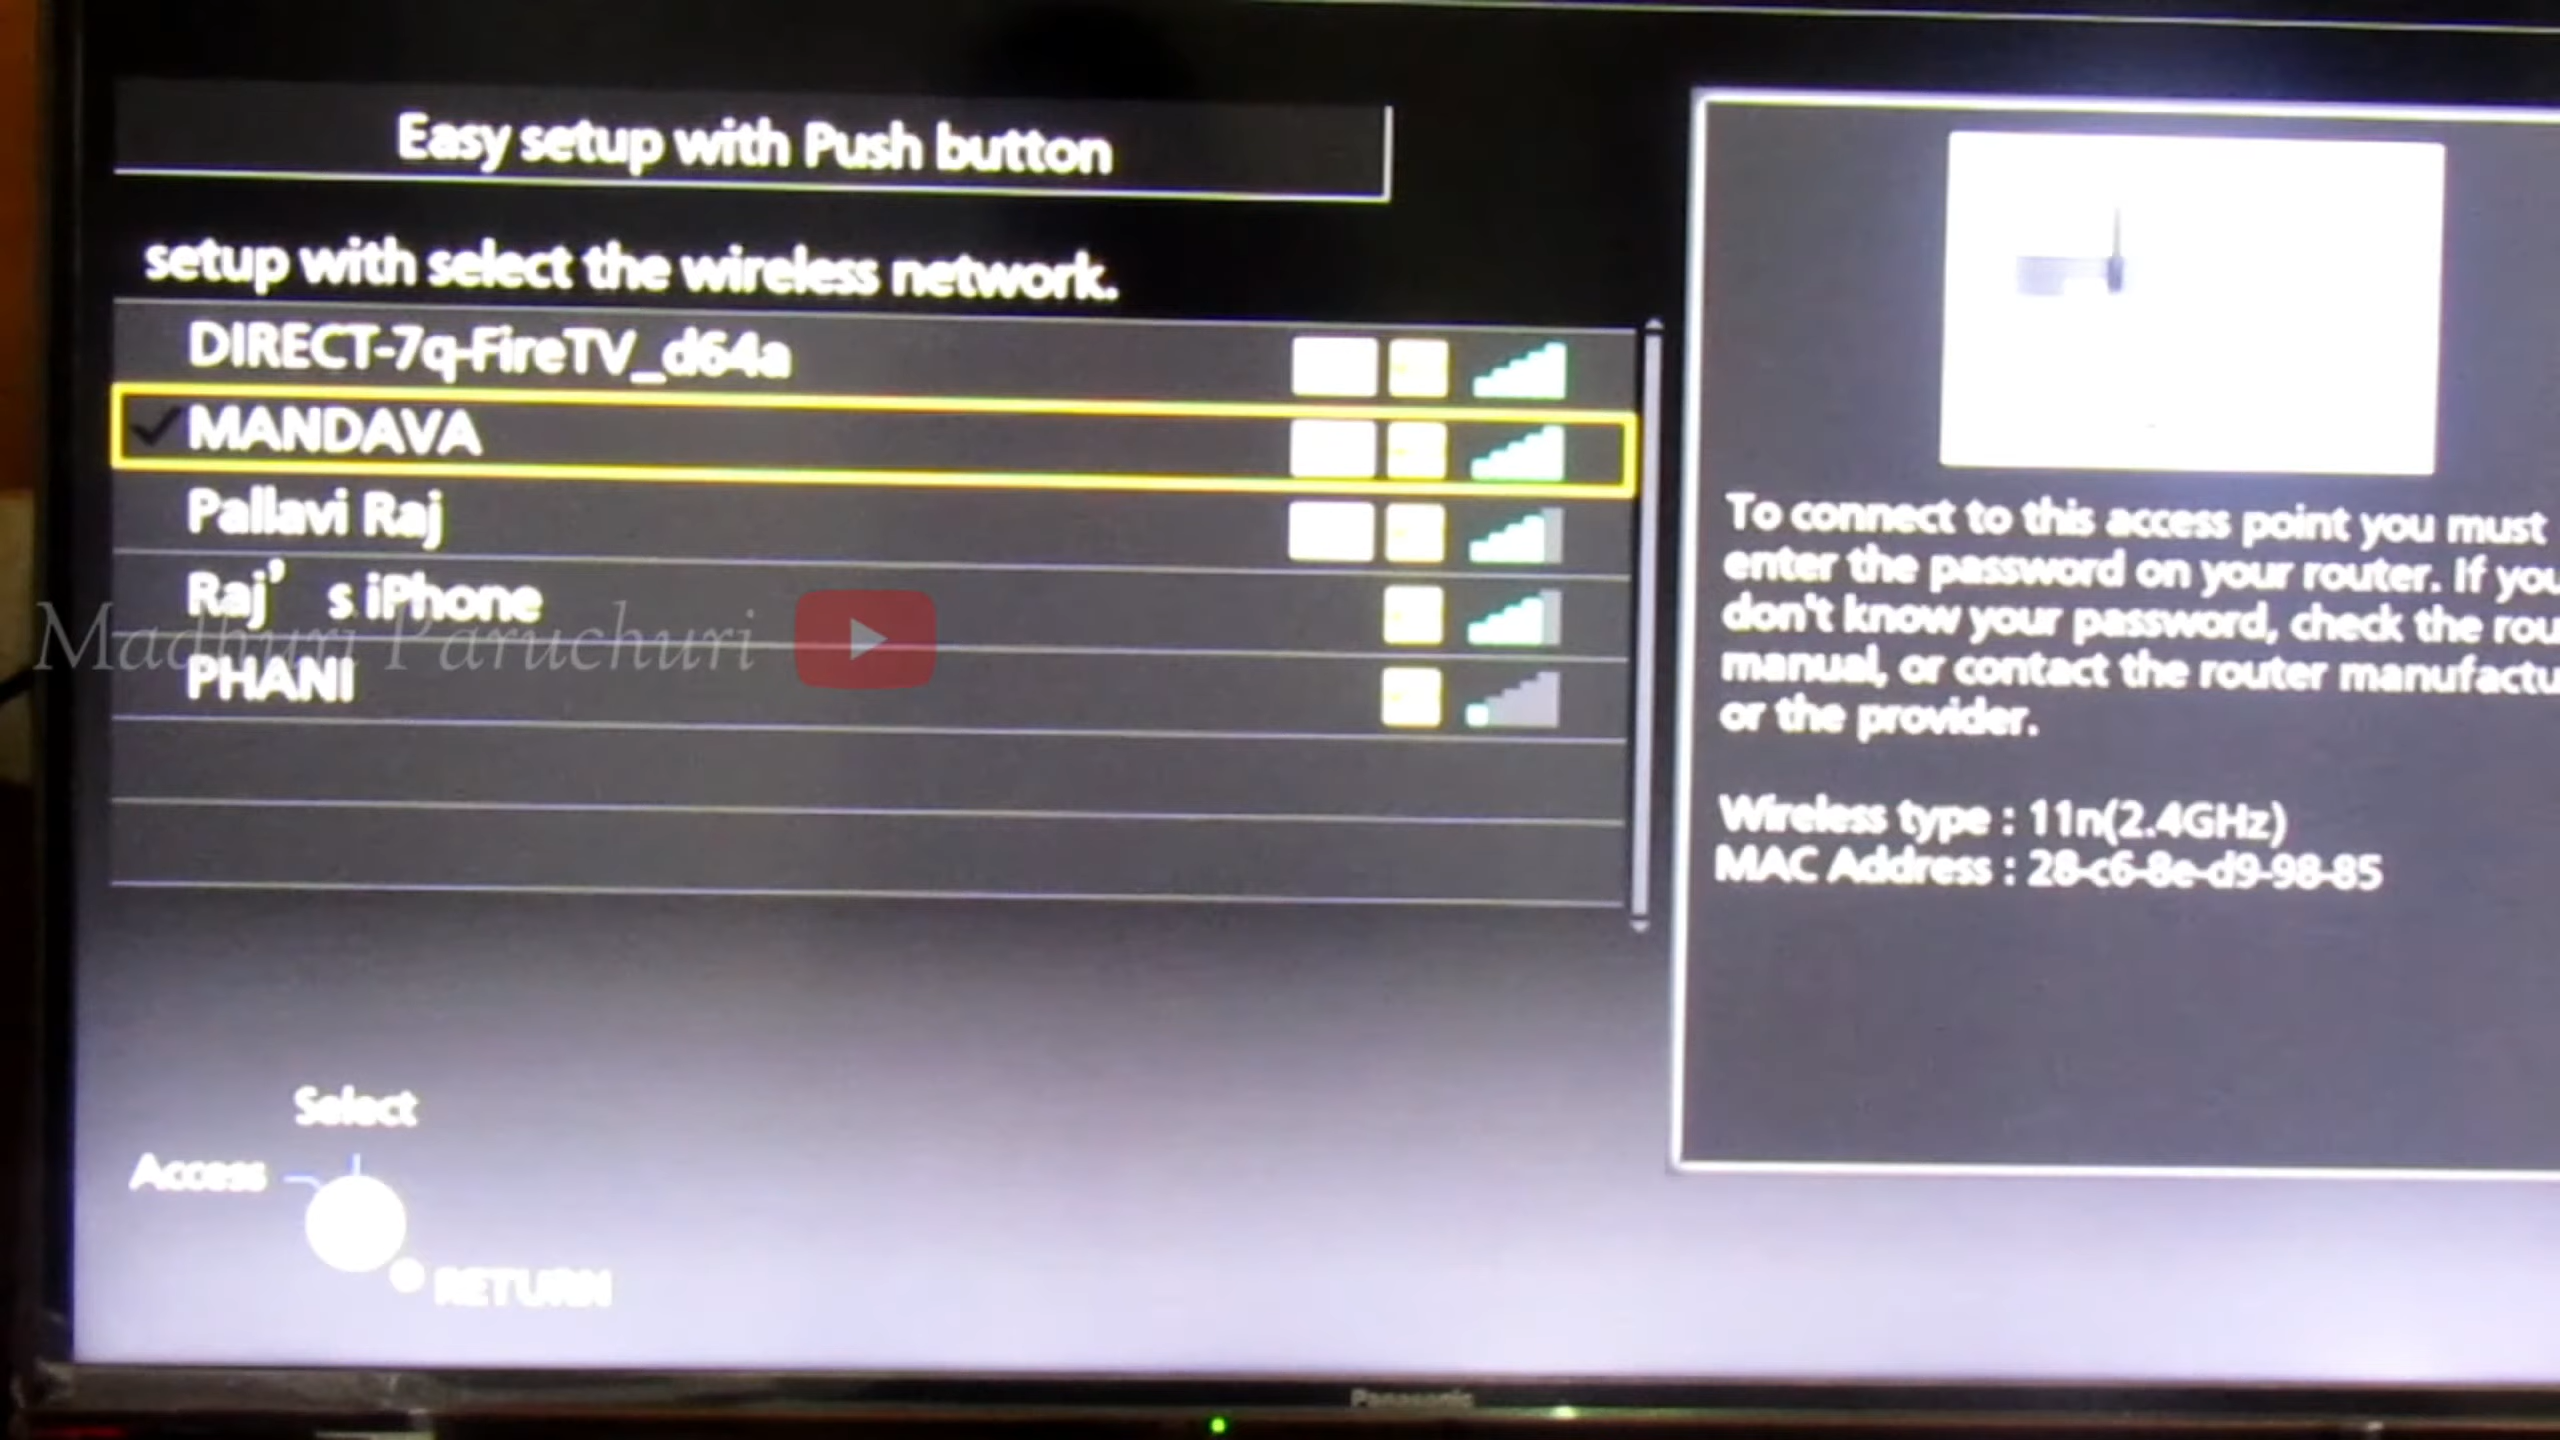 Easy setup with Push button
setup with select the wireless network.
DIRECT-7q-FireTV_d64a
MANDAVA
Pallavi Raj
Raj’ s iPhone
Madhuri Paruchuri
PHANI
To connect to this access point you must
enter the password on your router. If you
don't know your password, check the rou
manual, or contact the router manufactu
or the provider.
Wireless type : 11n(2.4GHz)
MAC Address : 28-c6-8e-d9-98-85
Select
Access
RETURN
Panasonic